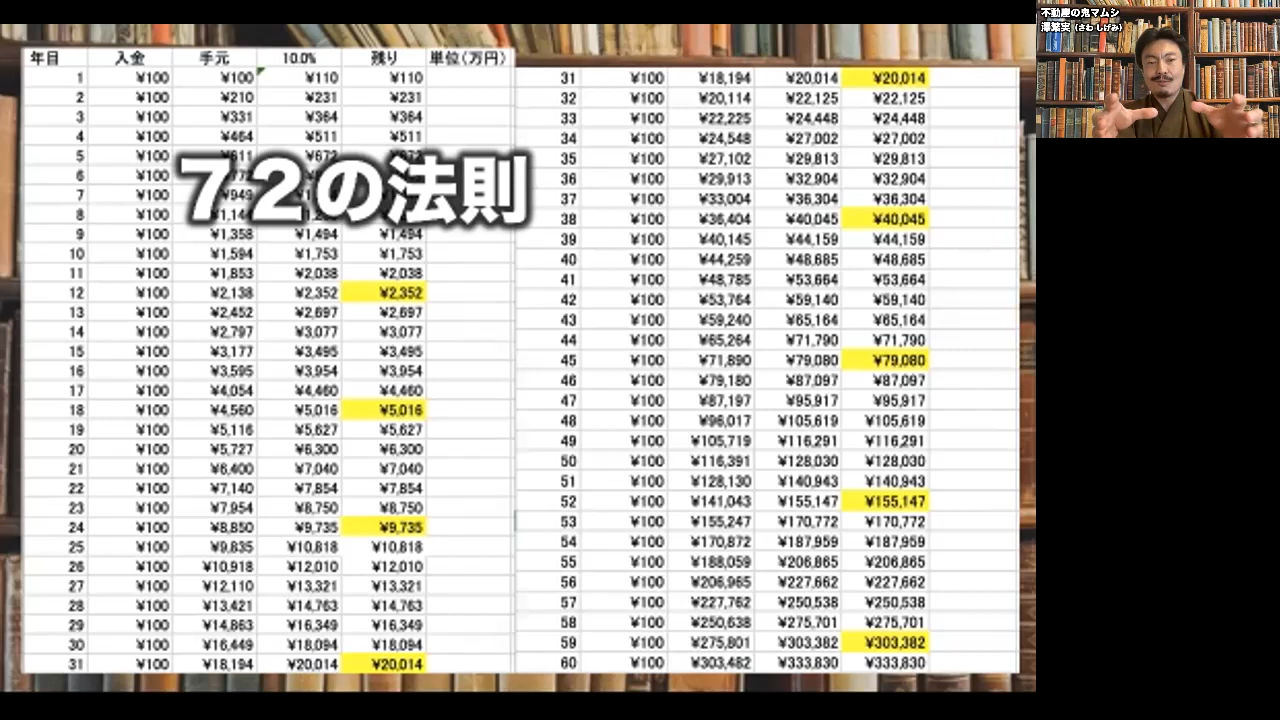 不動産の鬼マムシ
澤繁実(さわ しげみ)
72の法則
年目 入金 手元 10.0% 残り 単位(万円)
1 ¥100 ¥100 ¥110 ¥110
2 ¥100 ¥210 ¥231 ¥231
3 ¥100 ¥331 ¥364 ¥364
4 ¥100 ¥464 ¥511 ¥511
5 ¥100 ¥611 ¥672
6 ¥100
7 ¥100 ¥949
8 ¥100
9 ¥100 ¥1,358 ¥1,494 ¥1,494
10 ¥100 ¥1,594 ¥1,753 ¥1,753
11 ¥100 ¥1,853 ¥2,038 ¥2,038
12 ¥100 ¥2,138 ¥2,352 ¥2,352
13 ¥100 ¥2,452 ¥2,697 ¥2,697
14 ¥100 ¥2,797 ¥3,077 ¥3,077
15 ¥100 ¥3,177 ¥3,495 ¥3,495
16 ¥100 ¥3,595 ¥3,954 ¥3,954
17 ¥100 ¥4,054 ¥4,460 ¥4,460
18 ¥100 ¥4,560 ¥5,016 ¥5,016
19 ¥100 ¥5,116 ¥5,627 ¥5,627
20 ¥100 ¥5,727 ¥6,300 ¥6,300
21 ¥100 ¥6,400 ¥7,040 ¥7,040
22 ¥100 ¥7,140 ¥7,854 ¥7,854
23 ¥100 ¥7,954 ¥8,750 ¥8,750
24 ¥100 ¥8,850 ¥9,735 ¥9,735
25 ¥100 ¥9,835 ¥10,818 ¥10,818
26 ¥100 ¥10,918 ¥12,010 ¥12,010
27 ¥100 ¥12,110 ¥13,321 ¥13,321
28 ¥100 ¥13,421 ¥14,763 ¥14,763
29 ¥100 ¥14,863 ¥16,349 ¥16,349
30 ¥100 ¥16,449 ¥18,094 ¥18,094
31 ¥100 ¥18,194 ¥20,014 ¥20,014
31 ¥100 ¥18,194 ¥20,014 ¥20,014
32 ¥100 ¥20,114 ¥22,125 ¥22,125
33 ¥100 ¥22,225 ¥24,448 ¥24,448
34 ¥100 ¥24,548 ¥27,002 ¥27,002
35 ¥100 ¥27,102 ¥29,813 ¥29,813
36 ¥100 ¥29,913 ¥32,904 ¥32,904
37 ¥100 ¥33,004 ¥36,304 ¥36,304
38 ¥100 ¥36,404 ¥40,045 ¥40,045
39 ¥100 ¥40,145 ¥44,159 ¥44,159
40 ¥100 ¥44,259 ¥48,685 ¥48,685
41 ¥100 ¥48,785 ¥53,664 ¥53,664
42 ¥100 ¥53,764 ¥59,140 ¥59,140
43 ¥100 ¥59,240 ¥65,164 ¥65,164
44 ¥100 ¥65,264 ¥71,790 ¥71,790
45 ¥100 ¥71,890 ¥79,080 ¥79,080
46 ¥100 ¥79,180 ¥87,097 ¥87,097
47 ¥100 ¥87,197 ¥95,917 ¥95,917
48 ¥100 ¥96,017 ¥105,619 ¥105,619
49 ¥100 ¥105,719 ¥116,291 ¥116,291
50 ¥100 ¥116,391 ¥128,030 ¥128,030
51 ¥100 ¥128,130 ¥140,943 ¥140,943
52 ¥100 ¥141,043 ¥155,147 ¥155,147
53 ¥100 ¥155,247 ¥170,772 ¥170,772
54 ¥100 ¥170,872 ¥187,959 ¥187,959
55 ¥100 ¥188,059 ¥206,865 ¥206,865
56 ¥100 ¥206,965 ¥227,662 ¥227,662
57 ¥100 ¥227,762 ¥250,538 ¥250,538
58 ¥100 ¥250,638 ¥275,701 ¥275,701
59 ¥100 ¥275,801 ¥303,382 ¥303,382
60 ¥100 ¥303,482 ¥333,830 ¥333,830